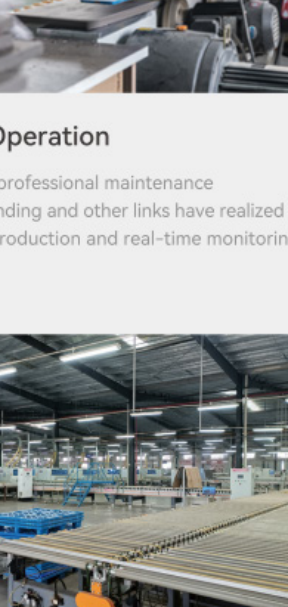 Operation
professional maintenance
nding and other links have realized
roduction and real-time monitorin